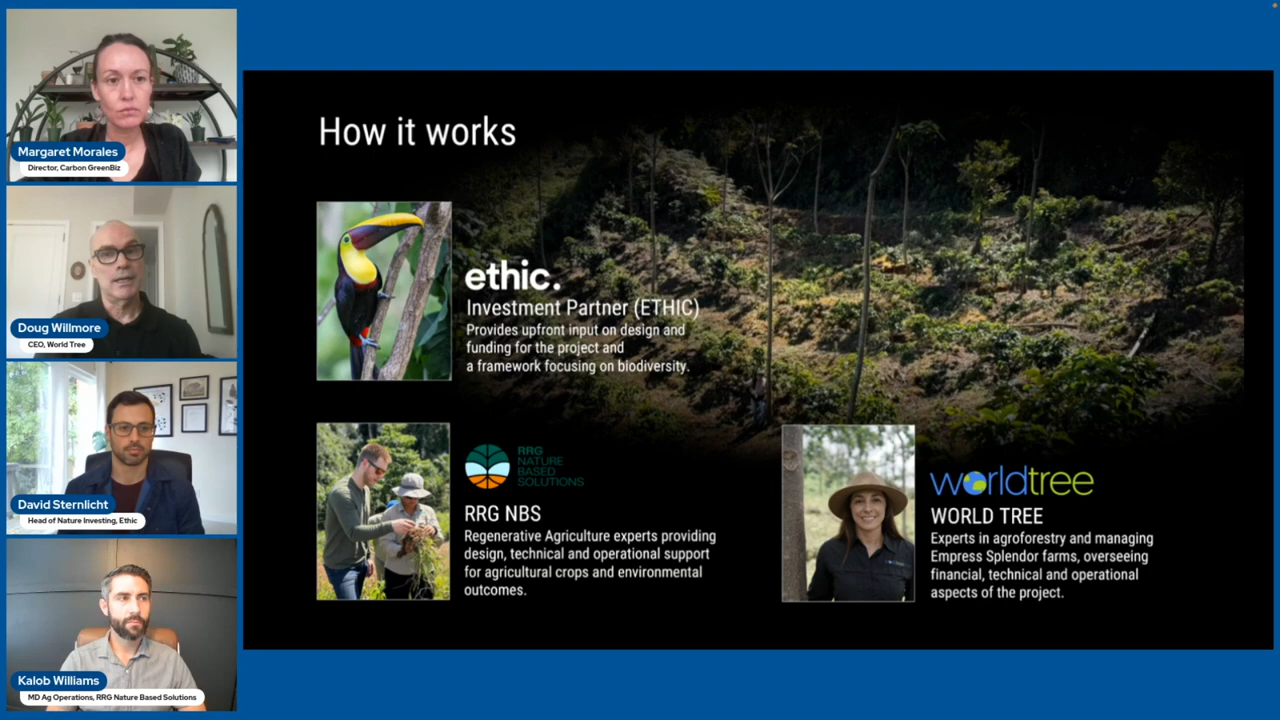 Margaret Morales
Director, Carbon GreenBiz
Doug Willmore
CEO, World Tree
David Sternlicht
Head of Nature Investing, Ethic
Kalob Williams
MD Ag Operations, RRG Nature Based Solutions
How it works
ethic.
Investment Partner (ETHIC)
Provides upfront input on design and
funding for the project and
a framework focusing on biodiversity.
RRG
NATURE
BASED
SOLUTIONS
RRG NBS
Regenerative Agriculture experts providing
design, technical and operational support
for agricultural crops and environmental
outcomes.
worldtree
WORLD TREE
Experts in agroforestry and managing
Empress Splendor farms, overseeing
financial, technical and operational
aspects of the project.